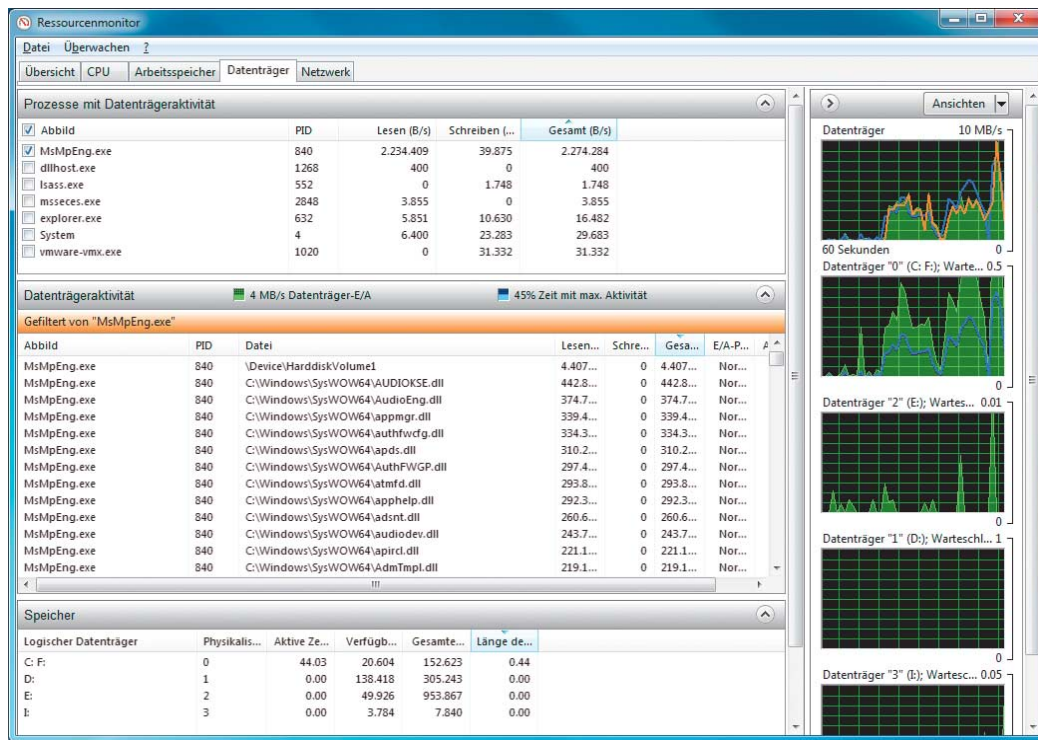 Ressourcenmonitor
Datei Überwachen ?
Übersicht CPU Arbeitsspeicher Datenträger Netzwerk
Prozesse mit Datenträgeraktivität
Abbild PID Lesen (B/s) Schreiben (... Gesamt (B/s)
MsMpEng.exe 840 2.234.409 39.875 2.274.284
dllhost.exe 1268 400 0 400
lsass.exe 552 0 1.748 1.748
msseces.exe 2848 3.855 0 3.855
explorer.exe 632 5.851 10.630 16.482
System 4 6.400 23.283 29.683
vmware-vmx.exe 1020 0 31.332 31.332
Datenträgeraktivität 4 MB/s Datenträger-E/A 45% Zeit mit max. Aktivität
Gefiltert von "MsMpEng.exe"
Abbild PID Datei Lesen... Schre... Gesa... E/A-P... A
MsMpEng.exe 840 \Device\HarddiskVolume1 4.407... 0 4.407... Nor...
MsMpEng.exe 840 C:\Windows\SysWOW64\AUDIOKSE.dll 442.8... 0 442.8... Nor...
MsMpEng.exe 840 C:\Windows\SysWOW64\AudioEng.dll 374.7... 0 374.7... Nor...
MsMpEng.exe 840 C:\Windows\SysWOW64\appmgr.dll 339.4... 0 339.4... Nor...
MsMpEng.exe 840 C:\Windows\SysWOW64\authfwcfg.dll 334.3... 0 334.3... Nor...
MsMpEng.exe 840 C:\Windows\SysWOW64\apds.dll 310.2... 0 310.2... Nor...
MsMpEng.exe 840 C:\Windows\SysWOW64\AuthFWGP.dll 297.4... 0 297.4... Nor...
MsMpEng.exe 840 C:\Windows\SysWOW64\atmfd.dll 293.8... 0 293.8... Nor...
MsMpEng.exe 840 C:\Windows\SysWOW64\apphelp.dll 292.3... 0 292.3... Nor...
MsMpEng.exe 840 C:\Windows\SysWOW64\adsnt.dll 260.6... 0 260.6... Nor...
MsMpEng.exe 840 C:\Windows\SysWOW64\audiodev.dll 243.7... 0 243.7... Nor...
MsMpEng.exe 840 C:\Windows\SysWOW64\apircl.dll 221.1... 0 221.1... Nor...
MsMpEng.exe 840 C:\Windows\SysWOW64\AdmTmpl.dll 219.1... 0 219.1... Nor...
Speicher
Logischer Datenträger Physikalis... Aktive Ze... Verfügb... Gesamte... Länge de...
C: F: 0 44.03 20.604 152.623 0.44
D: 1 0.00 138.418 305.243 0.00
E: 2 0.00 49.926 953.867 0.00
I: 3 0.00 3.784 7.840 0.00
Ansichten
Datenträger 10 MB/s
60 Sekunden 0
Datenträger "0" (C: F:); Warte... 0.5
0
Datenträger "2" (E:); Wartes... 0.01
0
Datenträger "1" (D:); Warteschl... 1
0
Datenträger "3" (I:); Wartesc... 0.05